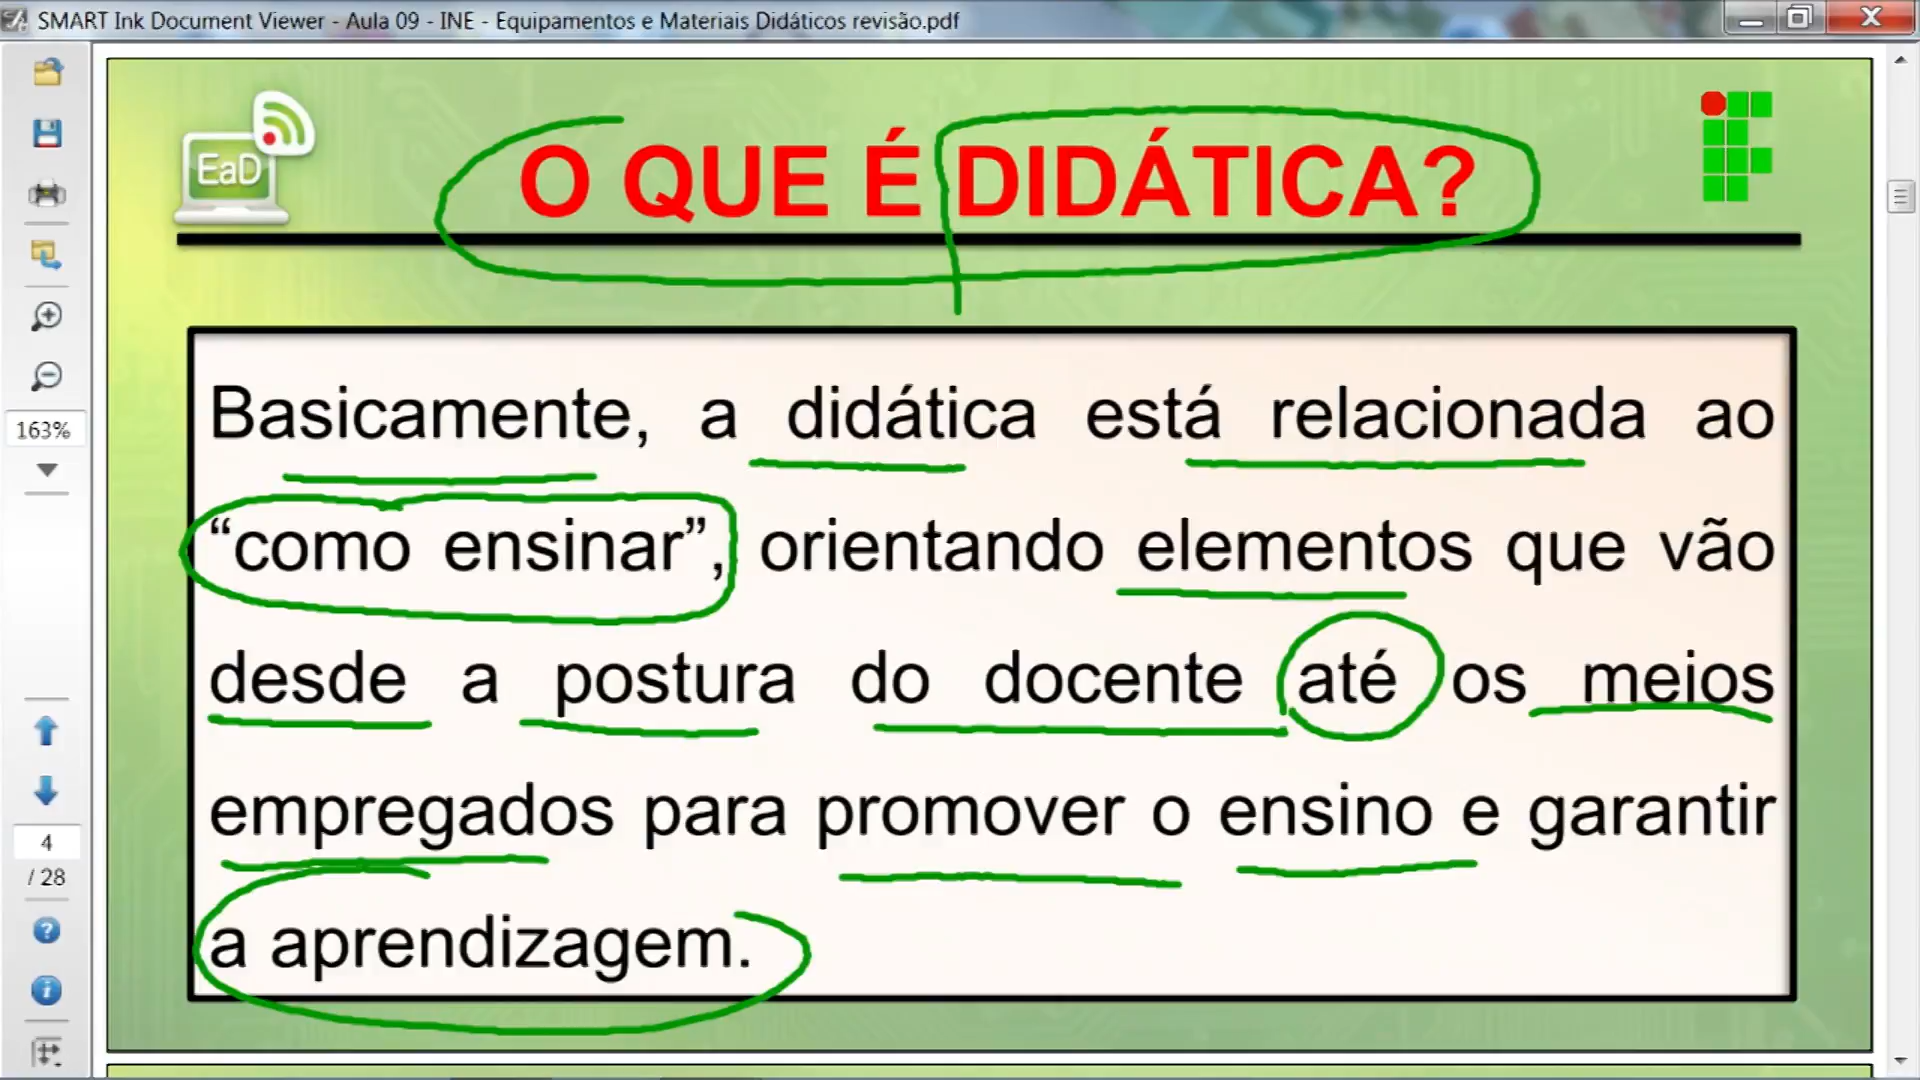 SMART Ink Document Viewer - Aula 09 - INE - Equipamentos e Materiais Didáticos revisão.pdf
EaD
O QUE É DIDÁTICA?
163%
Basicamente, a didática está relacionada ao
“como ensinar”, orientando elementos que vão
desde a postura do docente até os meios
empregados para promover o ensino e garantir
a aprendizagem.
4
/ 28